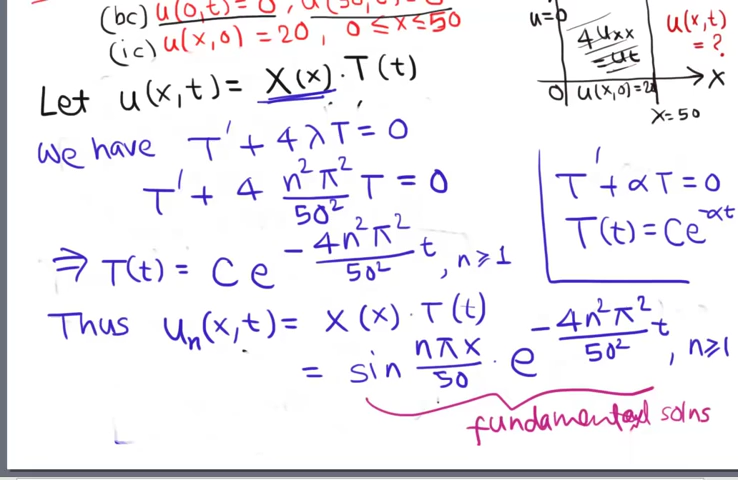 (bc) u(0,t) = 0, u(50,t) = 0
(ic) u(x,0) = 20, 0 ≤ x ≤ 50
u=0
4uxx
= ut
u(x,t)
= ?
0 u(x,0)=20
x
x=50
Let u(x,t) = X(x) · T(t)
We have T' + 4λT = 0
T' + 4 n²π²/50² T = 0
⇒ T(t) = C e^(-4n²π²/50² t), n ≥ 1
T' + αT = 0
T(t) = Ce^(-αt)
Thus uₙ(x,t) = X(x) · T(t)
= sin nπx/50 · e^(-4n²π²/50² t), n ≥ 1
fundamental solns